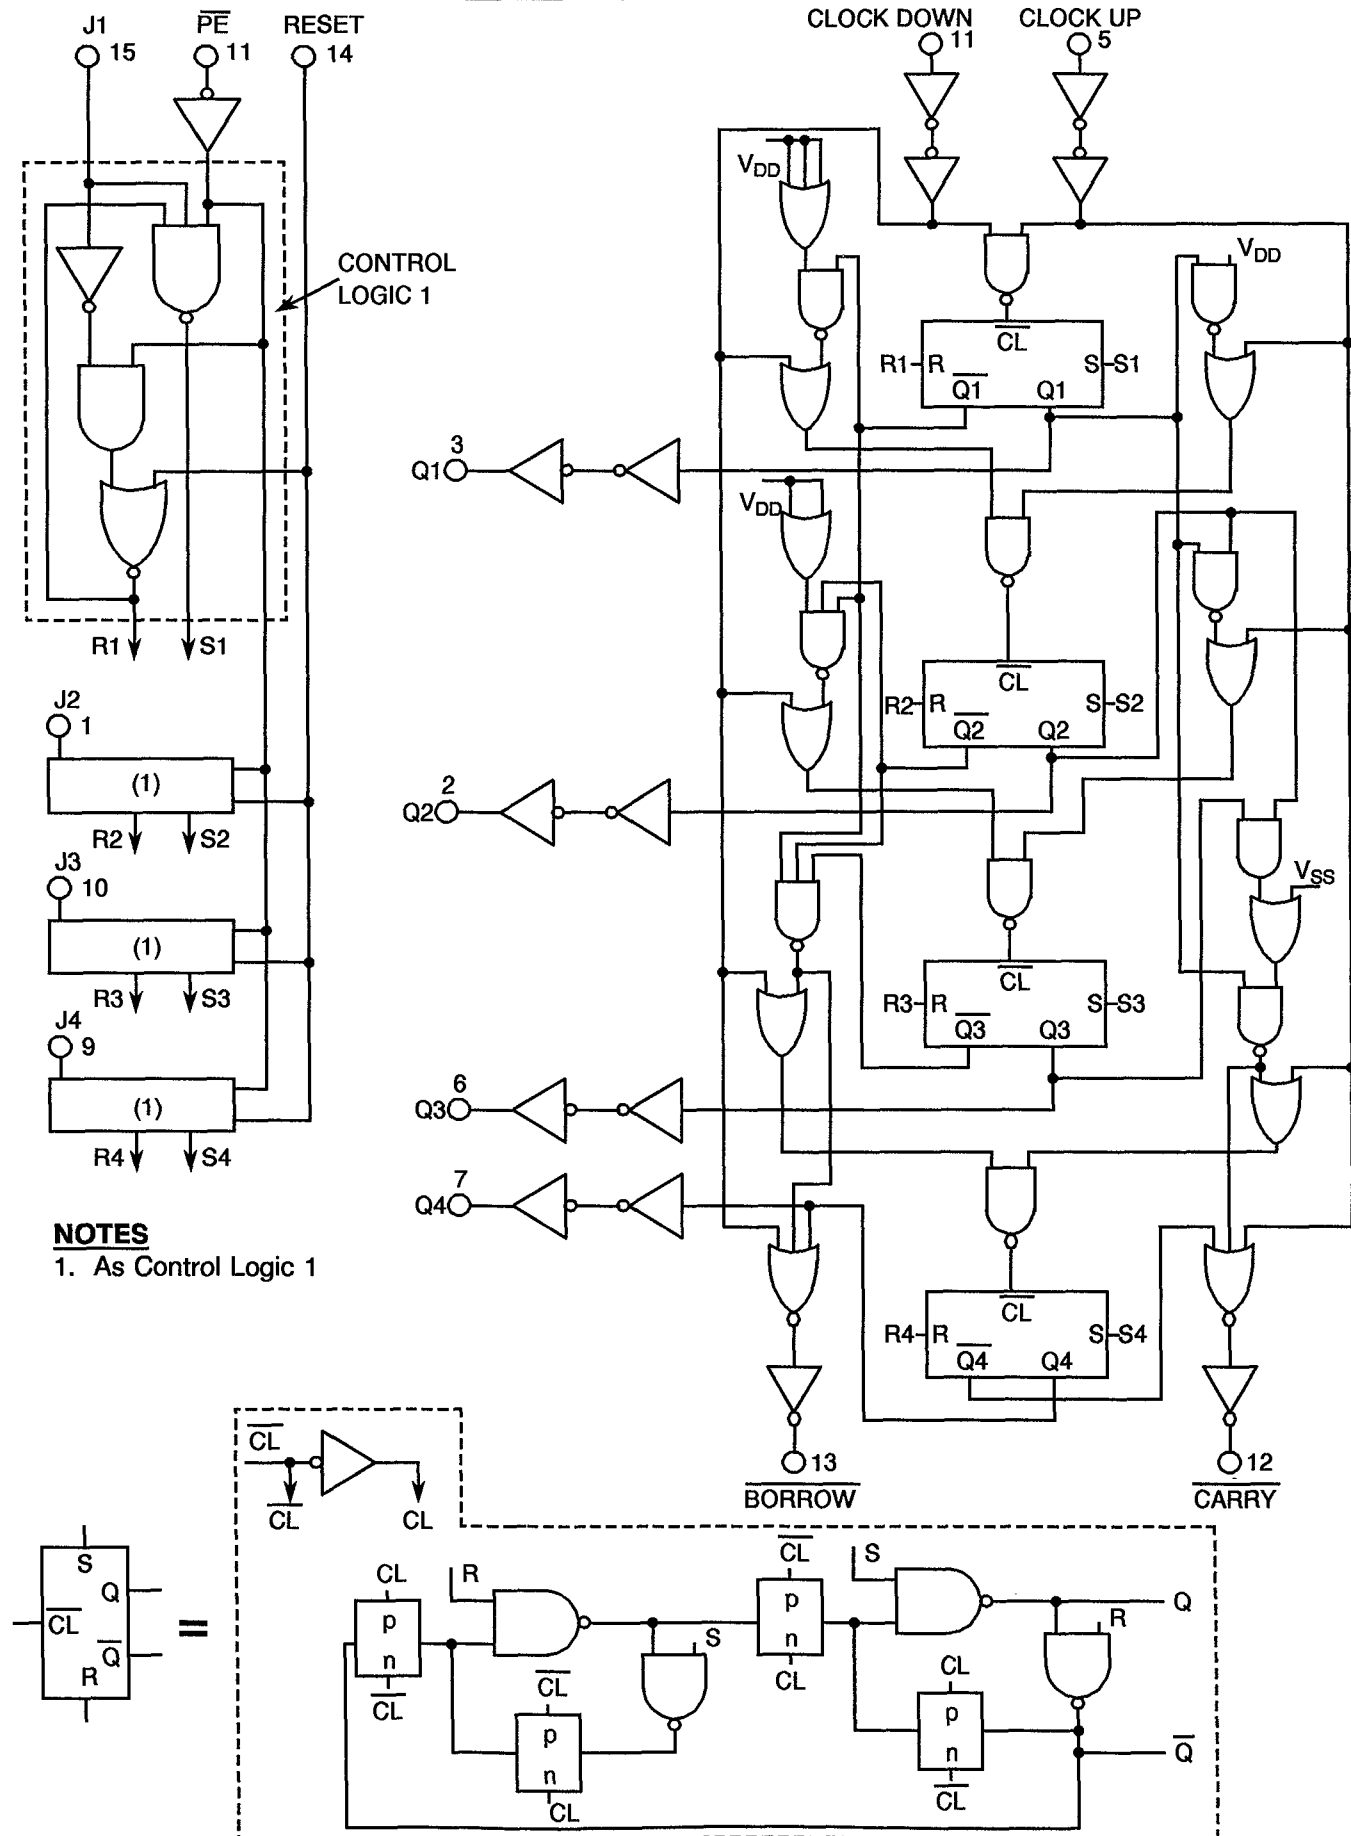 J1 PE RESET CLOCK DOWN CLOCK UP
15 11 14 11 5
VDD
VDD
CONTROL
LOGIC 1
CL
R1 R S S1
Q1 Q1
3
Q1
VDD
R1 S1
CL
R2 R S S2
Q2 Q2
J2
1
(1)
2
Q2
R2 S2
J3
10
VSS
(1)
CL
R3 R S S3
Q3 Q3
R3 S3
J4
9
6
Q3
(1)
R4 S4
7
Q4
NOTES
1. As Control Logic 1
CL
R4 R S S4
Q4 Q4
13 12
BORROW CARRY
CL
CL CL
S
Q
CL
Q
R
=
CL R CL S
p p
n n
CL S CL
Q
R
CL CL
p p
n n
CL CL
Q